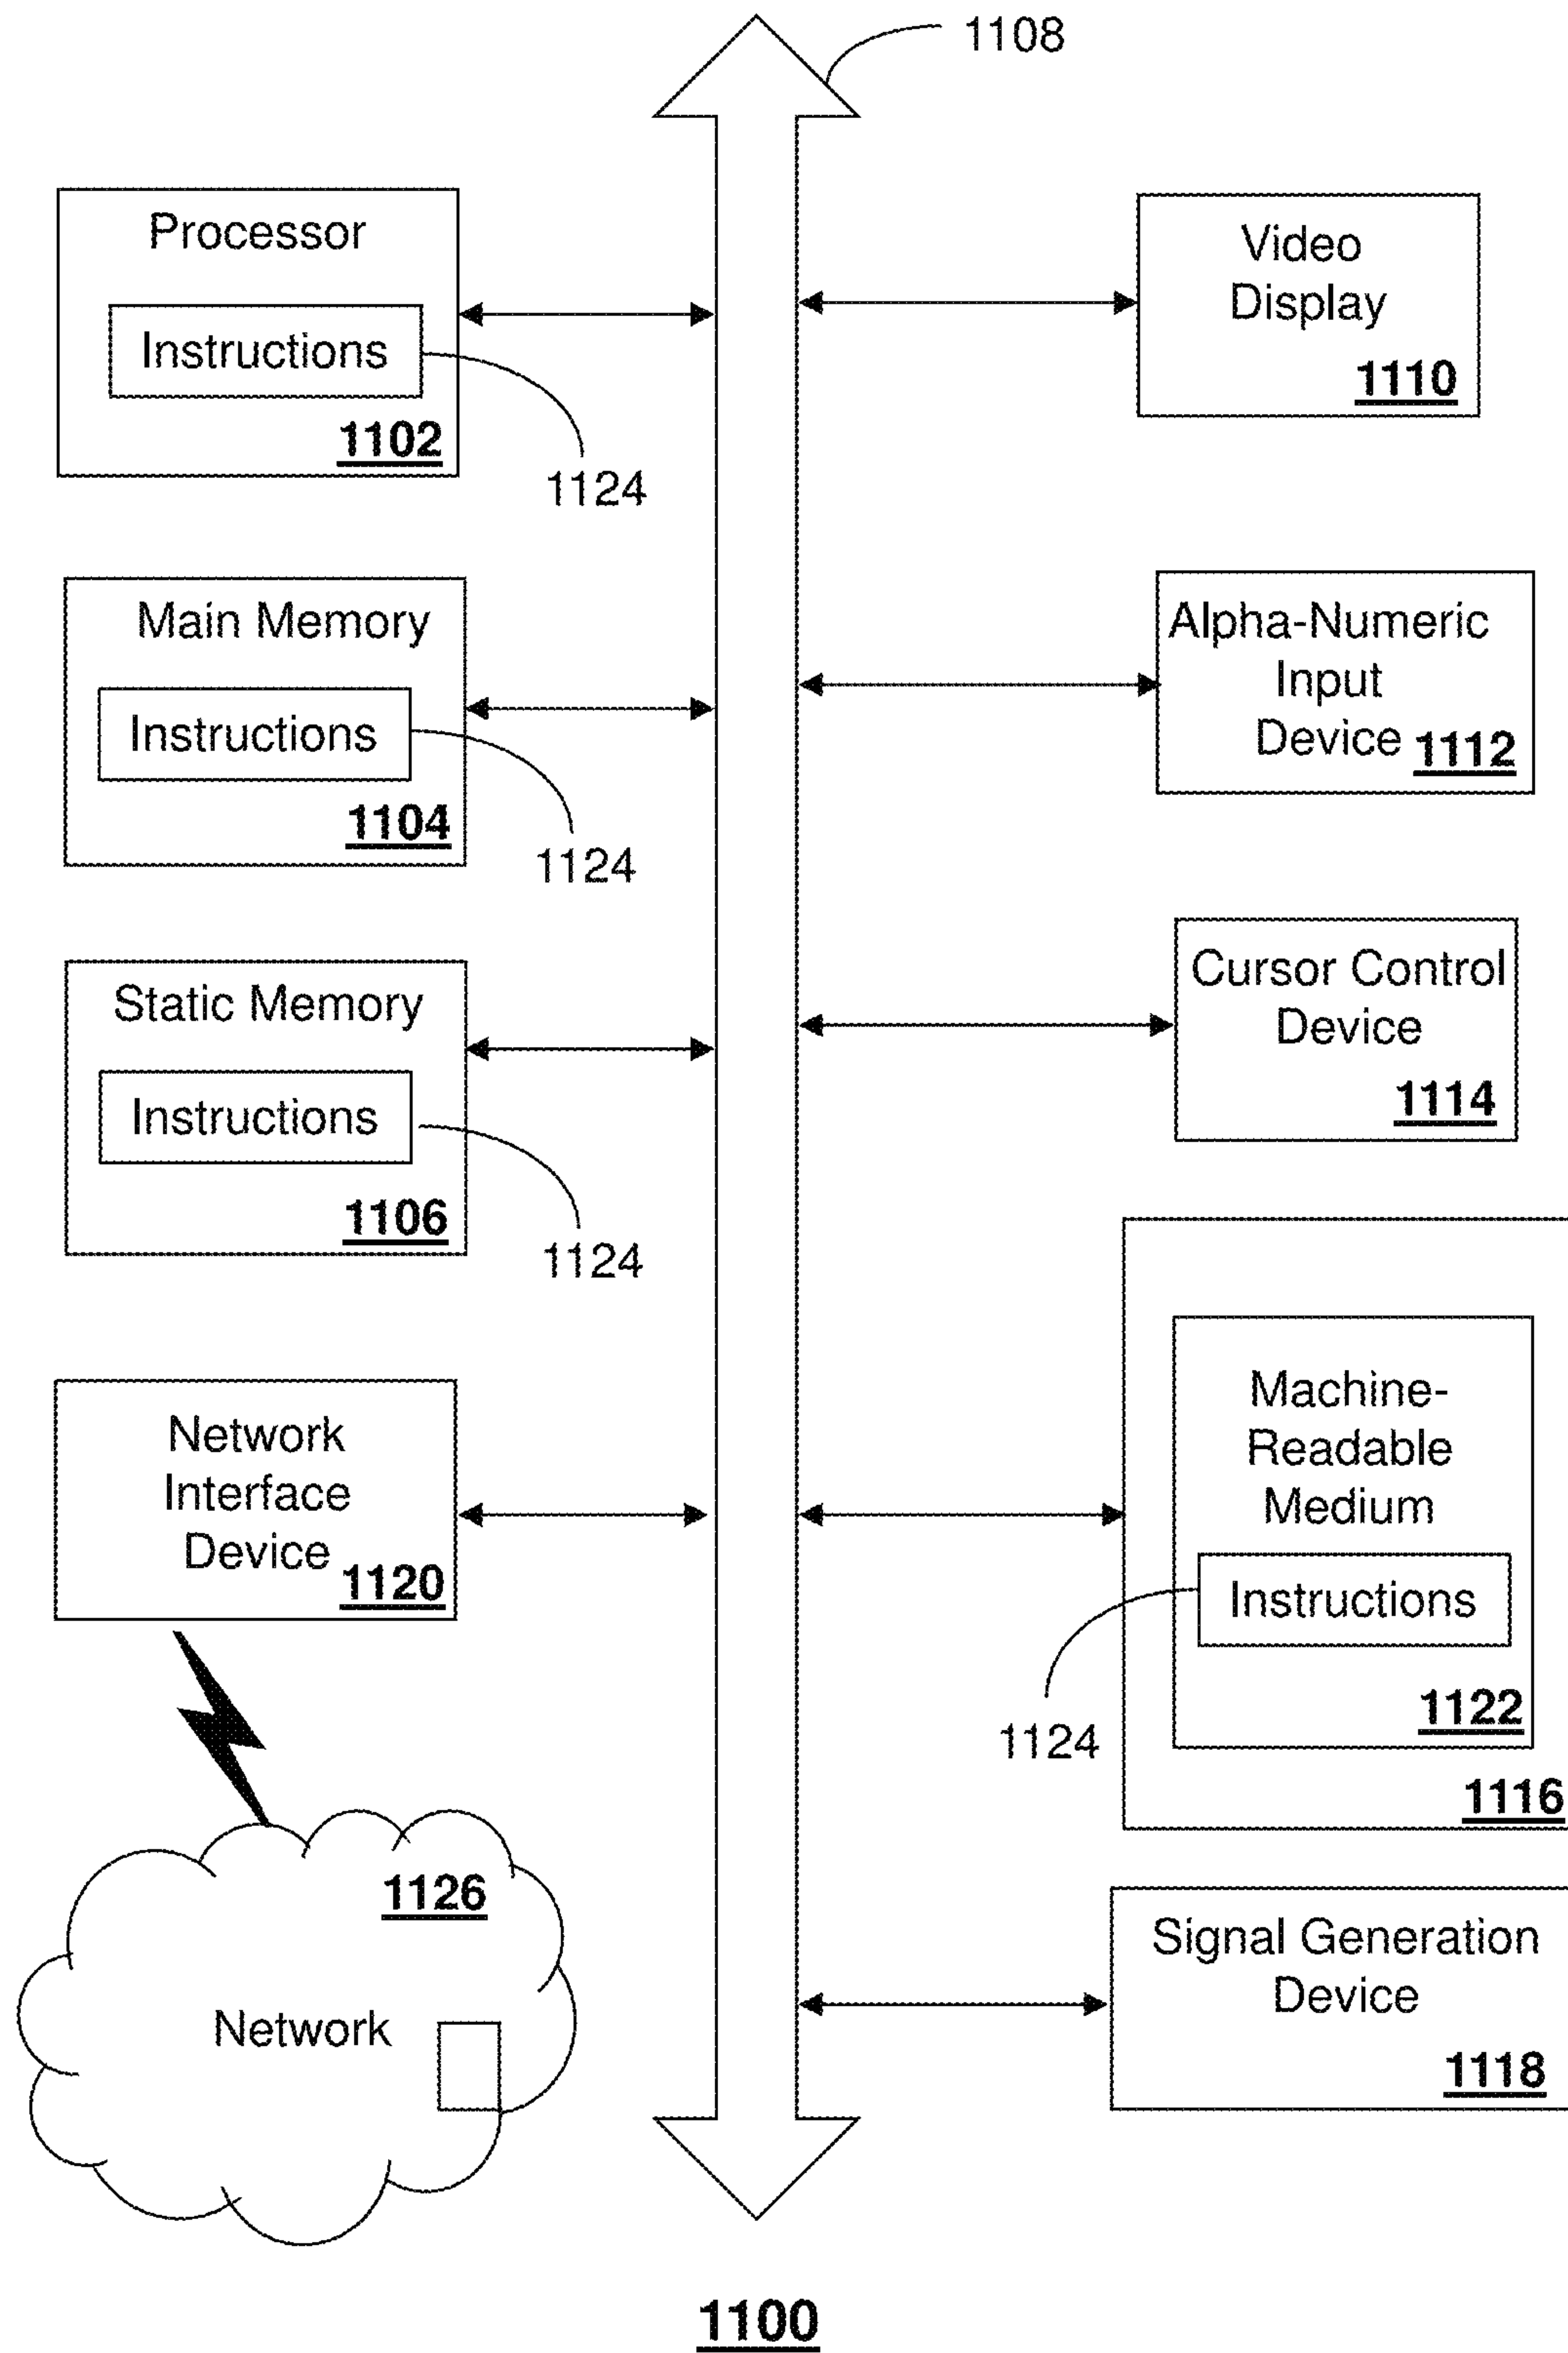 1108
Processor
Instructions
1102
1124
Main Memory
Instructions
1104
1124
Static Memory
Instructions
1106
1124
Network
Interface
Device
1120
1126
Network
Video
Display
1110
Alpha-Numeric
Input
Device 1112
Cursor Control
Device
1114
Machine-
Readable
Medium
Instructions
1122
1124
1116
Signal Generation
Device
1118
1100